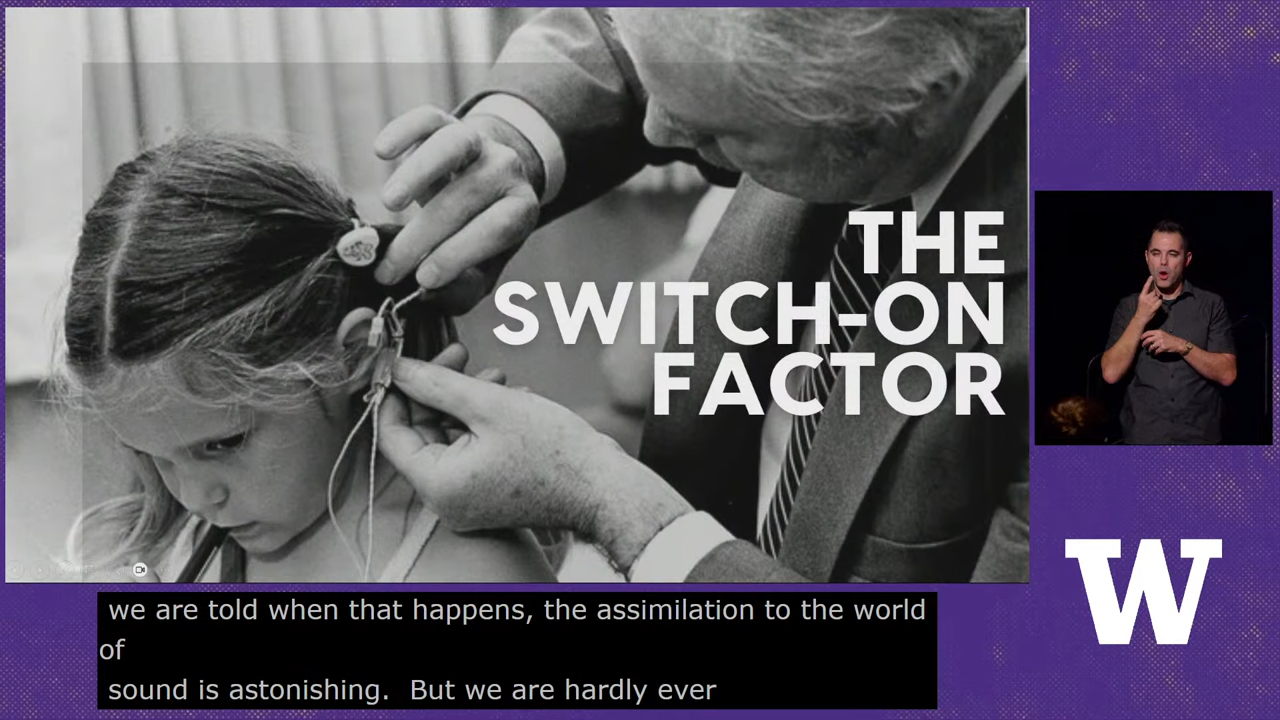 THE
SWITCH-ON
FACTOR
W
we are told when that happens, the assimilation to the world
of
sound is astonishing.  But we are hardly ever